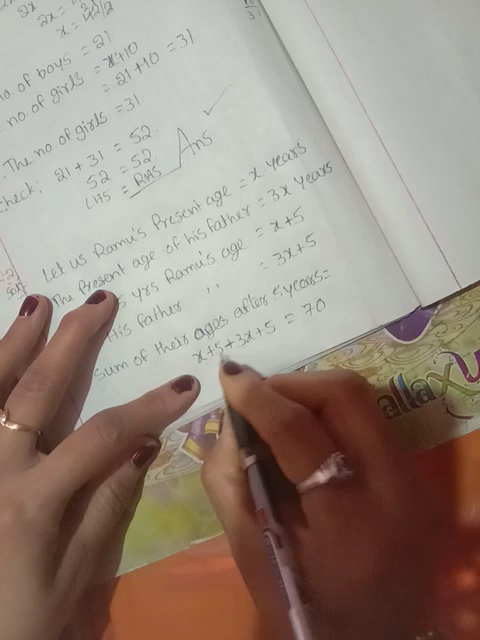 2x
2x =
x = 42/2
no. of boys = 21
no of girls = x+10
= 21+10 = 31
The no of girls = 31
Check: 21 + 31 = 52
52 = 52
LHS = RHS
Ans
Let us Ramu's Present age = x years
The Present age of his father = 3x years
5 yrs Ramu's age = x+5
His father " = 3x+5
Sum of their ages after 5 years =
x+5+3x+5 = 70